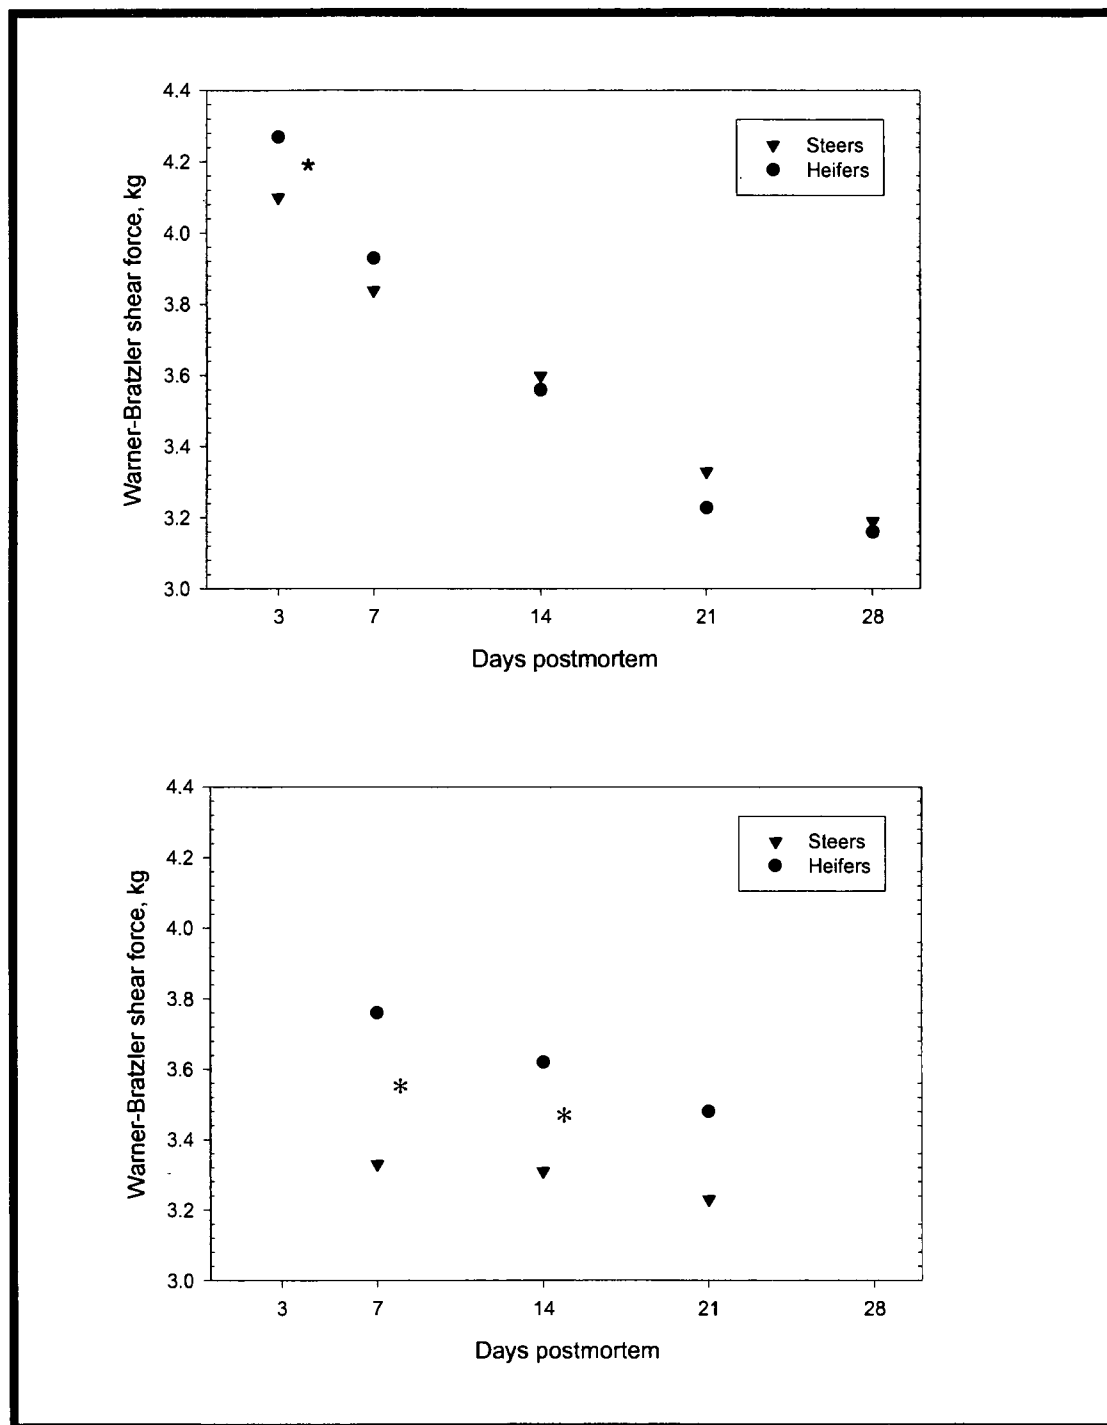 4.4
4.2
4.0
3.8
3.6
3.4
3.2
3.0
Warner-Bratzler shear force, kg
Steers
Heifers
*
3 7 14 21 28
Days postmortem
4.4
4.2
4.0
3.8
3.6
3.4
3.2
3.0
Warner-Bratzler shear force, kg
Steers
Heifers
*
*
3 7 14 21 28
Days postmortem